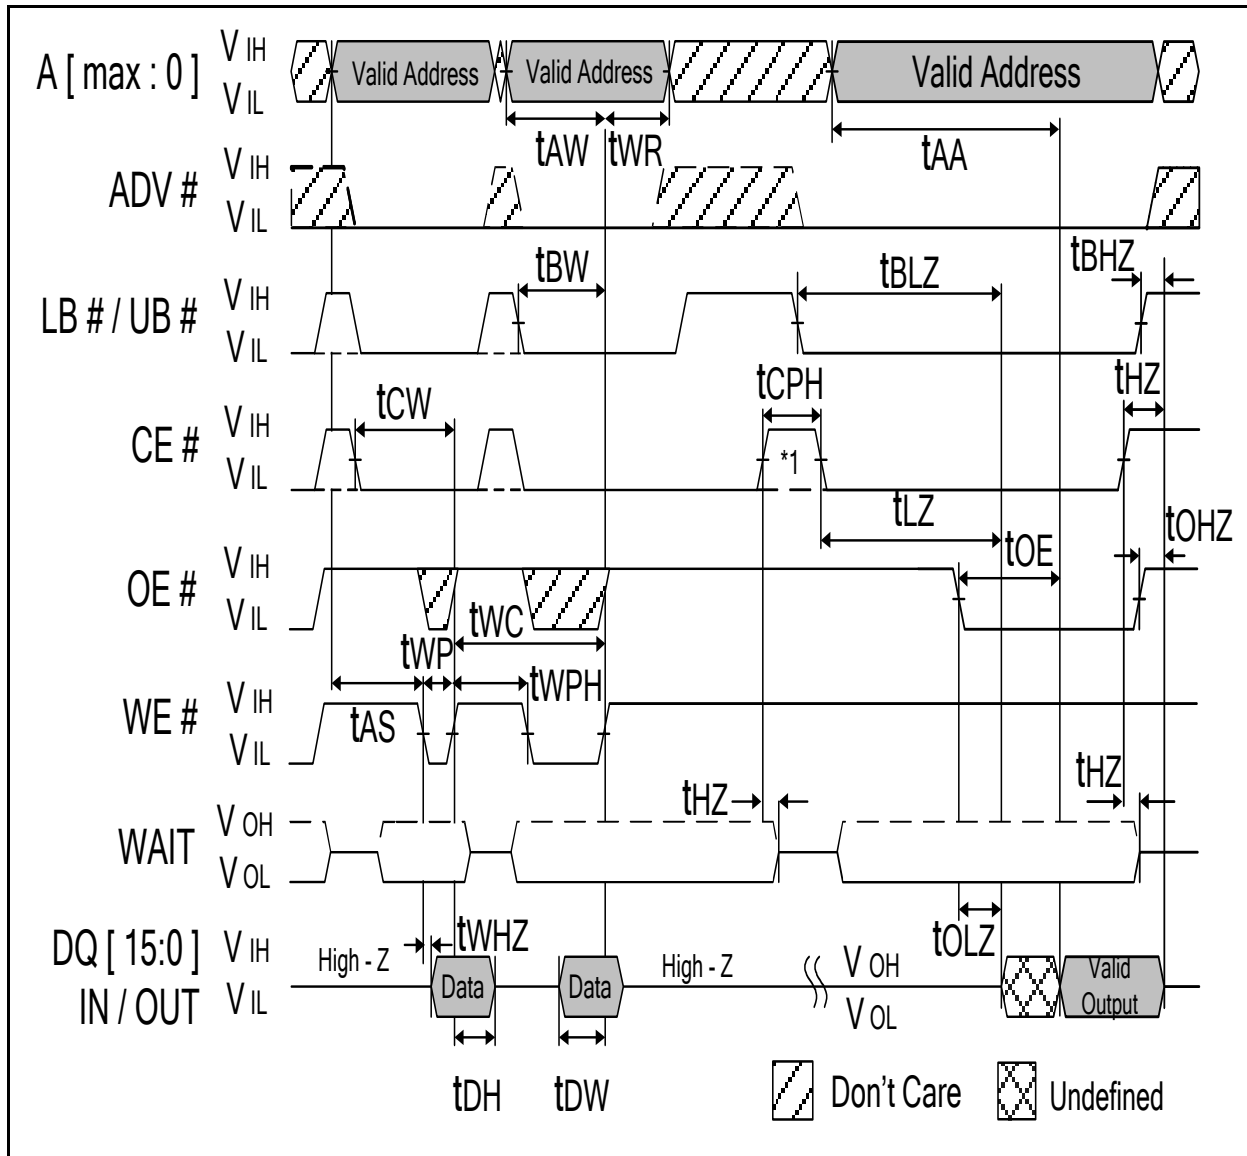 A [ max : 0 ] V IH V IL Valid Address Valid Address Valid Address
tAW tWR tAA
ADV # V IH V IL
tBW tBLZ tBHZ
LB # / UB # V IH V IL
tCW tCPH tHZ
CE # V IH V IL *1
tLZ tOE tOHZ
OE # V IH V IL
tWP tWC
tAS tWPH
WE # V IH V IL
tHZ tHZ
WAIT V OH V OL
tWHZ tOLZ
DQ [ 15:0 ] IN / OUT V IH V IL High - Z Data Data High - Z V OH V OL Valid Output
tDH tDW
Don't Care Undefined